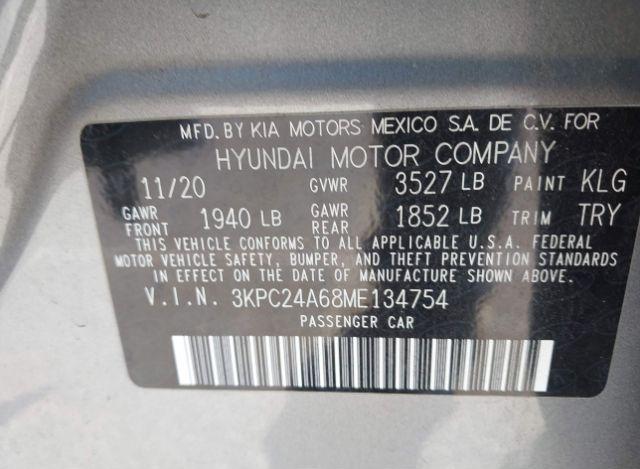 MFD. BY KIA MOTORS MEXICO S.A. DE C.V. FOR
HYUNDAI MOTOR COMPANY
11/20 GVWR 3527 LB PAINT KLG
GAWR FRONT 1940 LB GAWR REAR 1852 LB TRIM TRY
THIS VEHICLE CONFORMS TO ALL APPLICABLE U.S.A. FEDERAL
MOTOR VEHICLE SAFETY, BUMPER, AND THEFT PREVENTION STANDARDS
IN EFFECT ON THE DATE OF MANUFACTURE SHOWN ABOVE.
V.I.N. 3KPC24A68ME134754
PASSENGER CAR